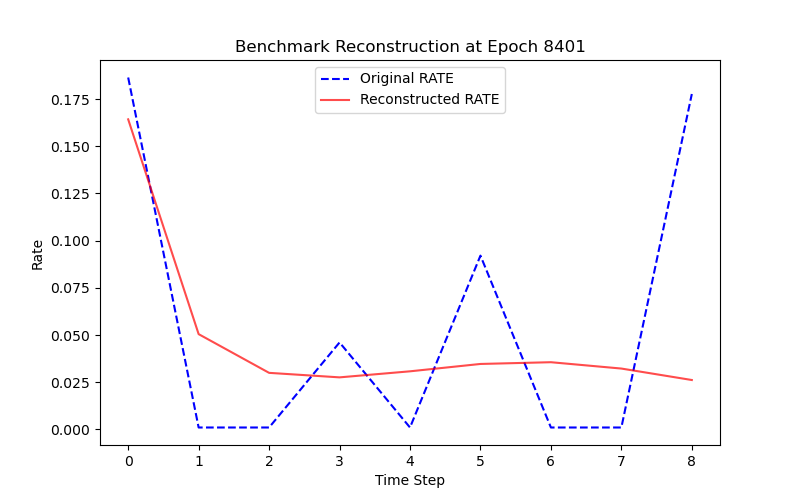 Benchmark Reconstruction at Epoch 8401
Original RATE
Reconstructed RATE
Rate
0.175
0.150
0.125
0.100
0.075
0.050
0.025
0.000
0 1 2 3 4 5 6 7 8
Time Step